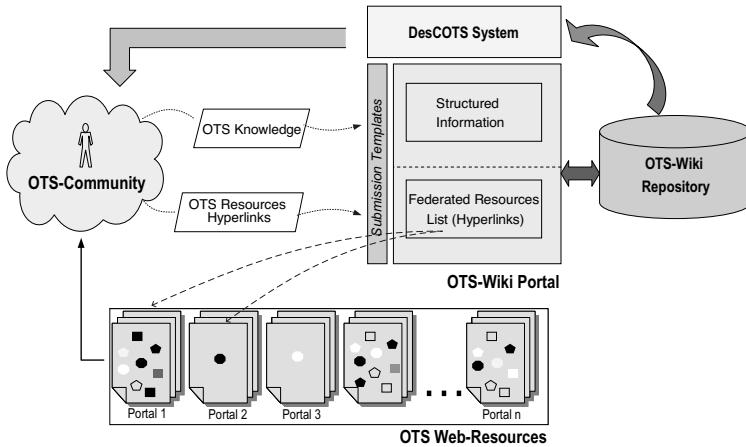 DesCOTS System
Submission Templates
Structured
Information
OTS Knowledge
OTS-Community
OTS Resources
Hyperlinks
Federated Resources
List (Hyperlinks)
OTS-Wiki
Repository
OTS-Wiki Portal
Portal 1
Portal 2
Portal 3
. . .
Portal n
OTS Web-Resources